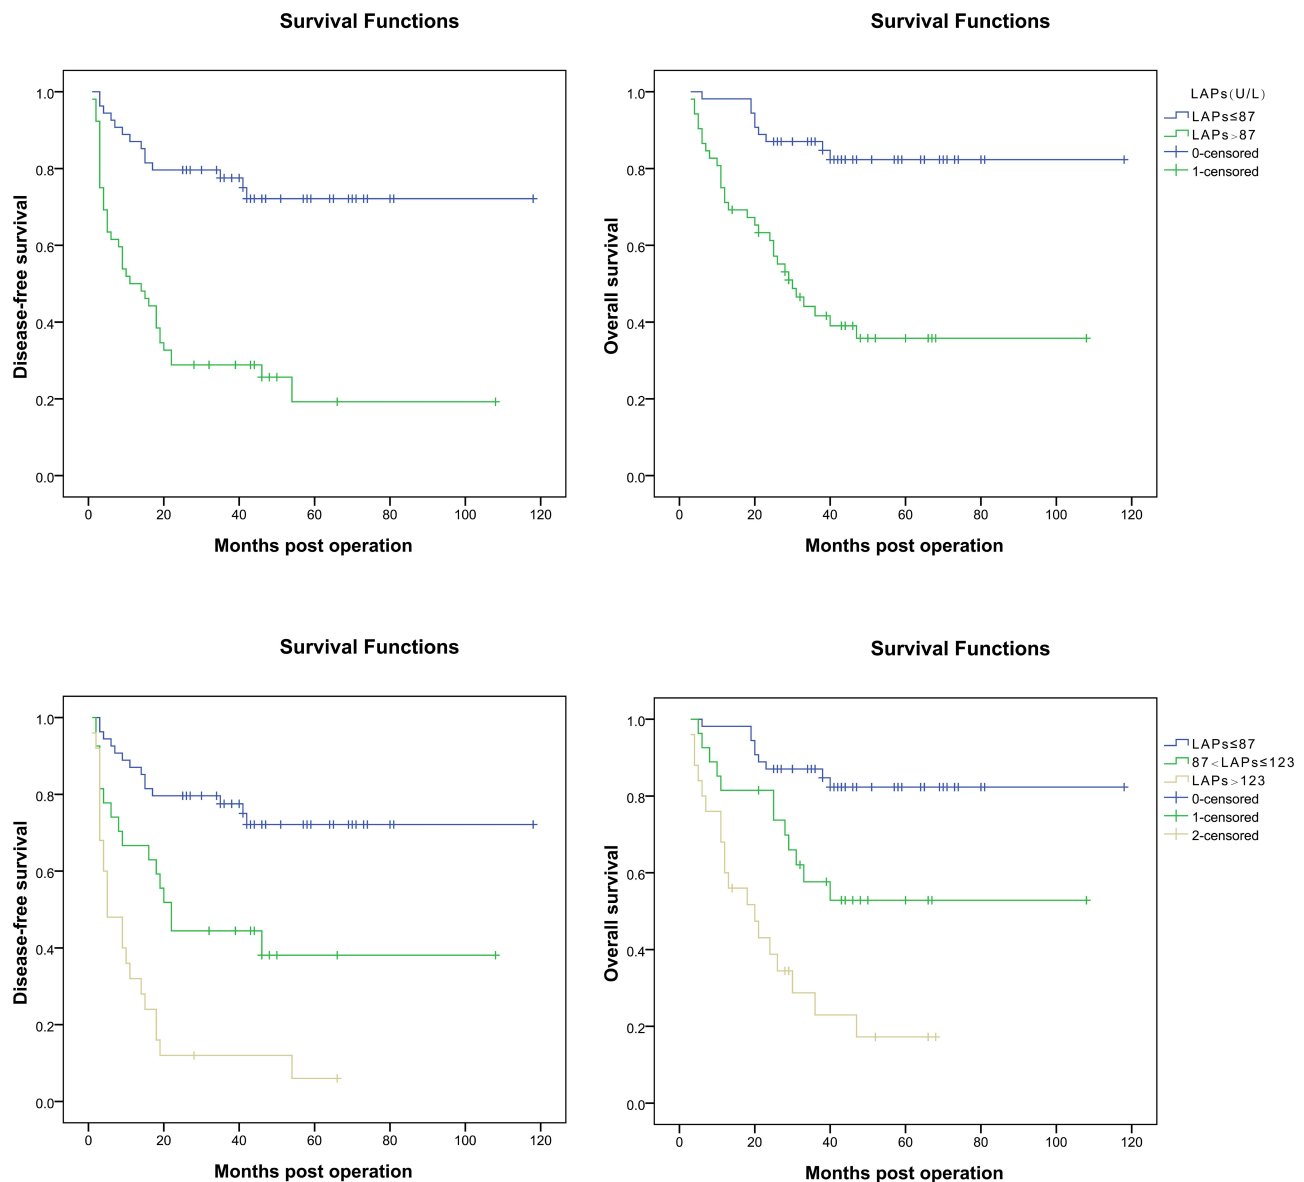 Survival Functions
Survival Functions
Disease-free survival
1.0
0.8
0.6
0.4
0.2
0.0
0 20 40 60 80 100 120
Months post operation
Overall survival
1.0
0.8
0.6
0.4
0.2
0.0
0 20 40 60 80 100 120
Months post operation
LAPs(U/L)
LAPs≤87
LAPs>87
0-censored
1-censored
Survival Functions
Survival Functions
Disease-free survival
1.0
0.8
0.6
0.4
0.2
0.0
0 20 40 60 80 100 120
Months post operation
Overall survival
1.0
0.8
0.6
0.4
0.2
0.0
0 20 40 60 80 100 120
Months post operation
LAPs≤87
87<LAPs≤123
LAPs>123
0-censored
1-censored
2-censored